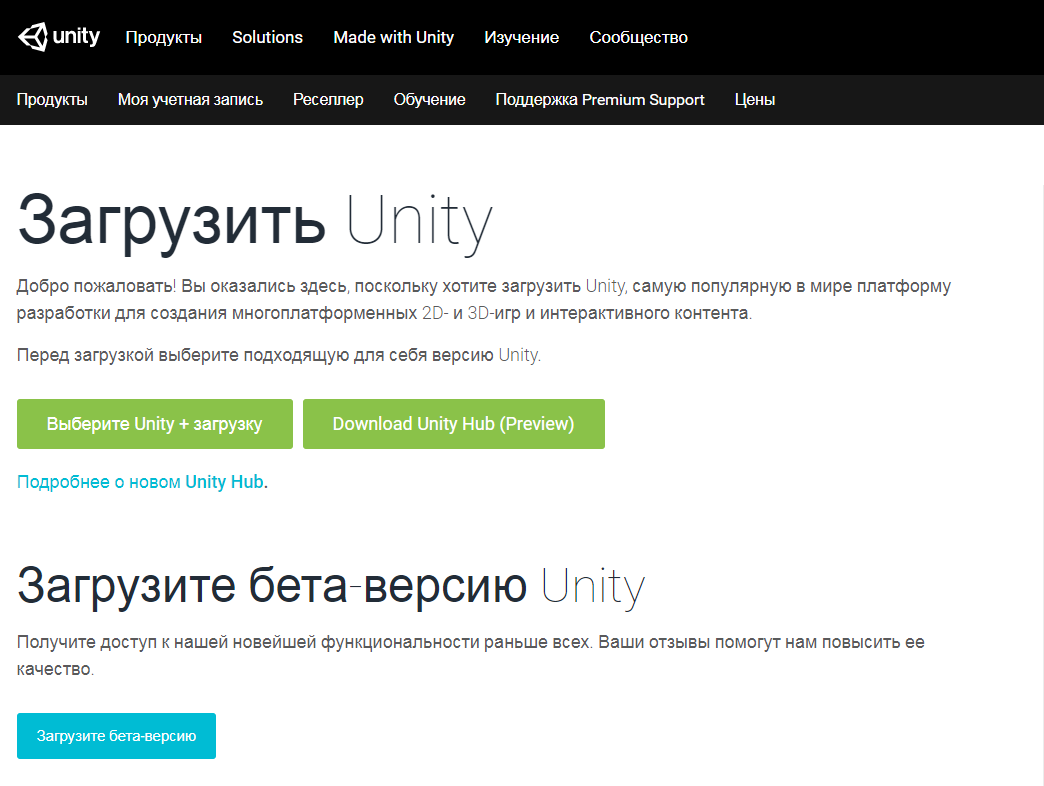 unity Продукты Solutions Made with Unity Изучение Сообщество
Продукты Моя учетная запись Реселлер Обучение Поддержка Premium Support Цены
Загрузить Unity
Добро пожаловать! Вы оказались здесь, поскольку хотите загрузить Unity, самую популярную в мире платформу
разработки для создания многоплатформенных 2D- и 3D-игр и интерактивного контента.
Перед загрузкой выберите подходящую для себя версию Unity.
Выберите Unity + загрузку Download Unity Hub (Preview)
Подробнее о новом Unity Hub.
Загрузите бета-версию Unity
Получите доступ к нашей новейшей функциональности раньше всех. Ваши отзывы помогут нам повысить ее
качество.
Загрузите бета-версию